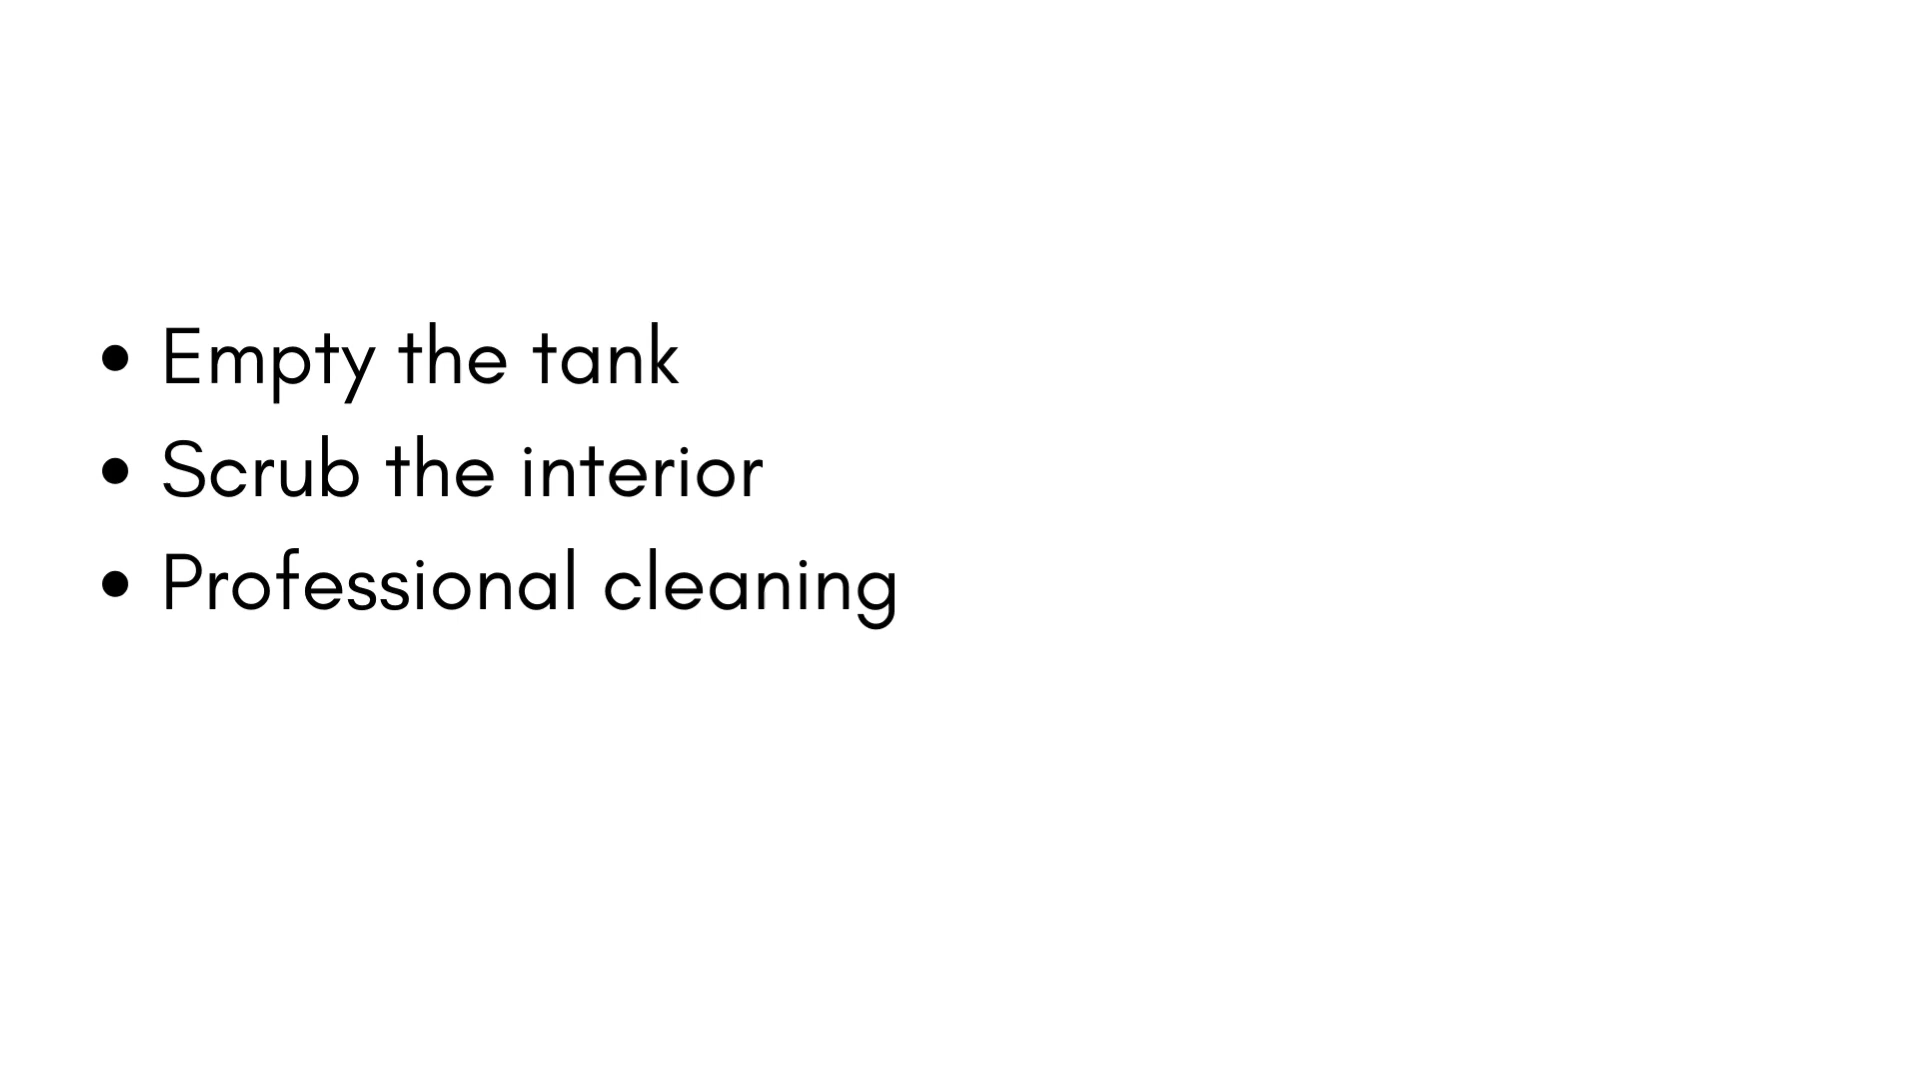 • Empty the tank
• Scrub the interior
• Professional cleaning